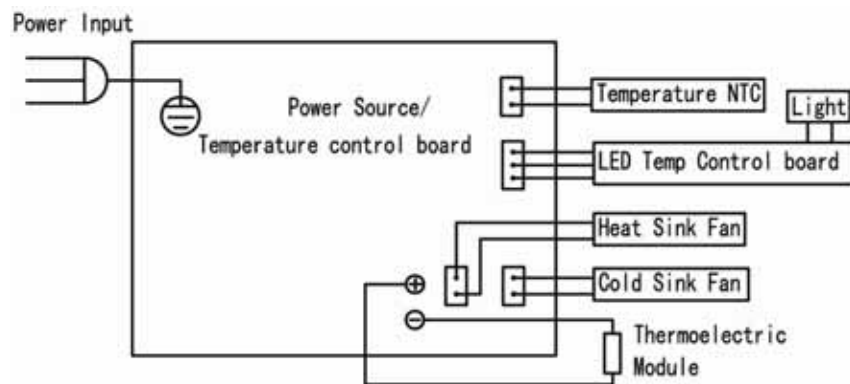 Power Input
Power Source/
Temperature control board
Temperature NTC
Light
LED Temp Control board
Heat Sink Fan
Cold Sink Fan
Thermoelectric
Module